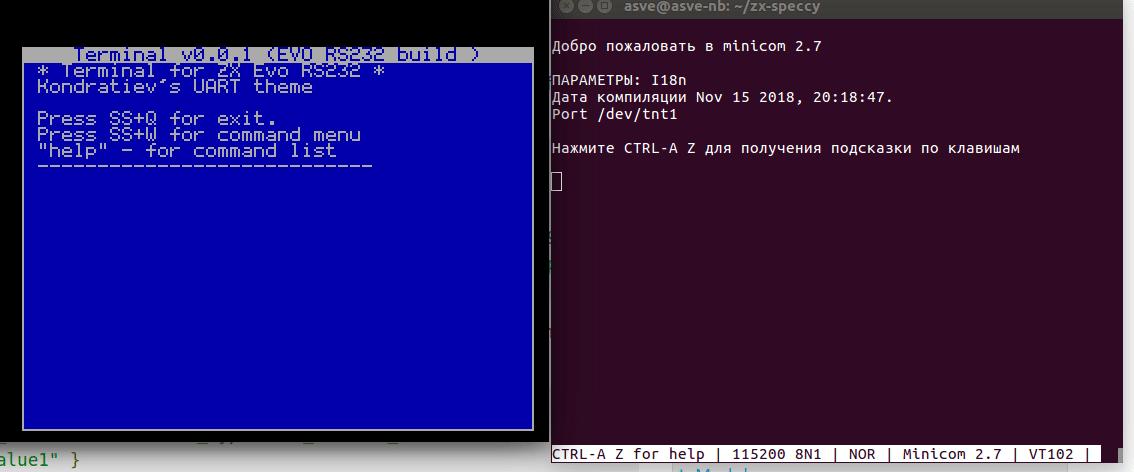 Terminal v0.0.1 (EVO RS232 build )
* Terminal for ZX Evo RS232 *
Kondratiev's UART theme
Press SS+Q for exit.
Press SS+W for command menu
"help" - for command list
-----------------------------
alue1" }
asve@asve-nb: ~/zx-speccy
Добро пожаловать в minicom 2.7
ПАРАМЕТРЫ: I18n
Дата компиляции Nov 15 2018, 20:18:47.
Port /dev/tnt1
Нажмите CTRL-A Z для получения подсказки по клавишам
CTRL-A Z for help | 115200 8N1 | NOR | Minicom 2.7 | VT102 |